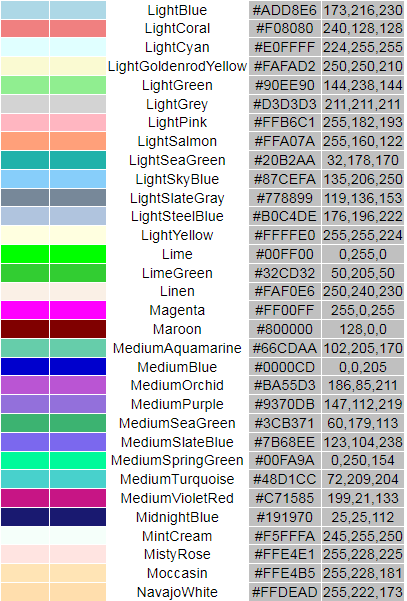 LightBlue #ADD8E6 173,216,230
LightCoral #F08080 240,128,128
LightCyan #E0FFFF 224,255,255
LightGoldenrodYellow #FAFAD2 250,250,210
LightGreen #90EE90 144,238,144
LightGrey #D3D3D3 211,211,211
LightPink #FFB6C1 255,182,193
LightSalmon #FFA07A 255,160,122
LightSeaGreen #20B2AA 32,178,170
LightSkyBlue #87CEFA 135,206,250
LightSlateGray #778899 119,136,153
LightSteelBlue #B0C4DE 176,196,222
LightYellow #FFFFE0 255,255,224
Lime #00FF00 0,255,0
LimeGreen #32CD32 50,205,50
Linen #FAF0E6 250,240,230
Magenta #FF00FF 255,0,255
Maroon #800000 128,0,0
MediumAquamarine #66CDAA 102,205,170
MediumBlue #0000CD 0,0,205
MediumOrchid #BA55D3 186,85,211
MediumPurple #9370DB 147,112,219
MediumSeaGreen #3CB371 60,179,113
MediumSlateBlue #7B68EE 123,104,238
MediumSpringGreen #00FA9A 0,250,154
MediumTurquoise #48D1CC 72,209,204
MediumVioletRed #C71585 199,21,133
MidnightBlue #191970 25,25,112
MintCream #F5FFFA 245,255,250
MistyRose #FFE4E1 255,228,225
Moccasin #FFE4B5 255,228,181
NavajoWhite #FFDEAD 255,222,173